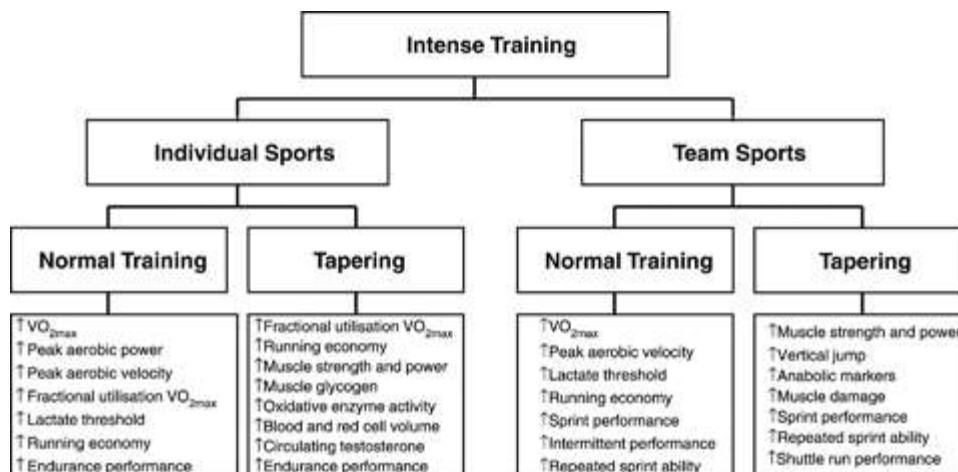 Intense Training
Individual Sports
Team Sports
Normal Training
↑VO2max
↑Peak aerobic power
↑Peak aerobic velocity
↑Fractional utilisation VO2max
↑Lactate threshold
↑Running economy
↑Endurance performance
Tapering
↑Fractional utilisation VO2max
↑Running economy
↑Muscle strength and power
↑Muscle glycogen
↑Oxidative enzyme activity
↑Blood and red cell volume
↑Circulating testosterone
↑Endurance performance
Normal Training
↑VO2max
↑Peak aerobic velocity
↑Lactate threshold
↑Running economy
↑Sprint performance
↑Intermittent performance
↑Repeated sprint ability
Tapering
↑Muscle strength and power
↑Vertical jump
↑Anabolic markers
↑Muscle damage
↑Sprint performance
↑Repeated sprint ability
↑Shuttle run performance